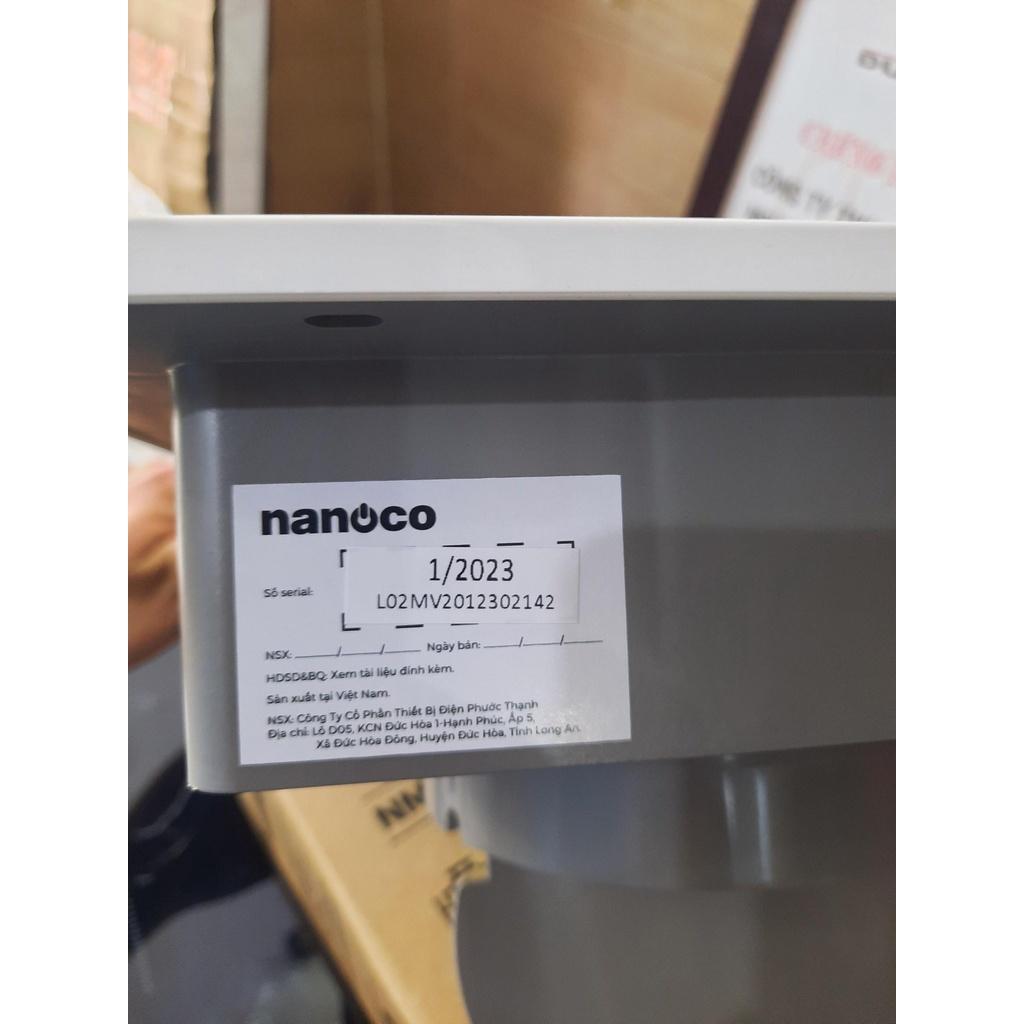 CÔNG TY
nanoco
1/2023
Số serial:
L02MV2012302142
NSX: ___/___/___ Ngày bán: ___/___/___
HDSD&BQ: Xem tài liệu đính kèm.
Sản xuất tại Việt Nam.
NSX: Công Ty Cổ Phần Thiết Bị Điện Phước Thạnh
Địa chỉ: Lô D05, KCN Đức Hòa 1-Hạnh Phúc, Ấp 5,
Xã Đức Hòa Đông, Huyện Đức Hòa, Tỉnh Long An.